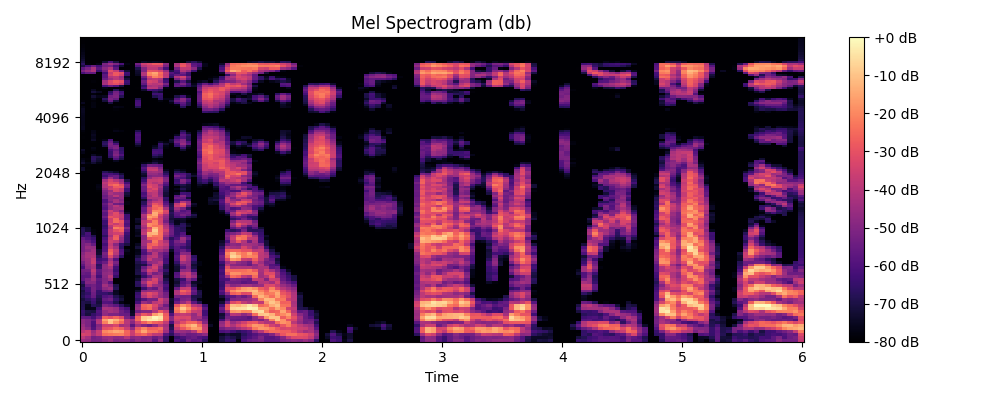 Mel Spectrogram (db)
8192
4096
2048
1024
512
0
Hz
0 1 2 3 4 5 6
Time
+0 dB
-10 dB
-20 dB
-30 dB
-40 dB
-50 dB
-60 dB
-70 dB
-80 dB